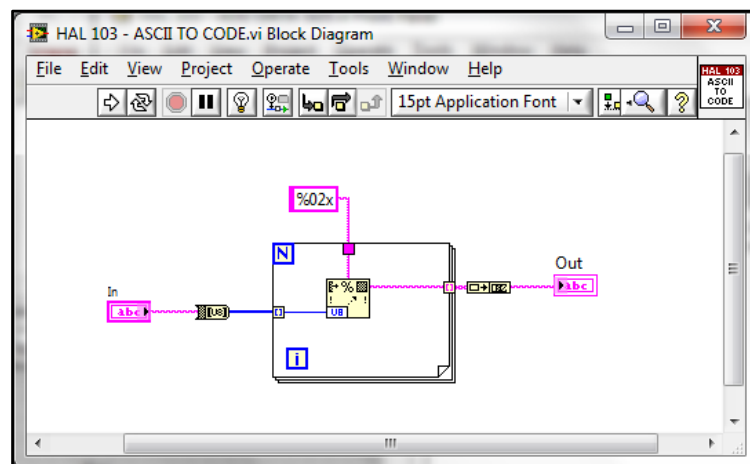 HAL 103 - ASCII TO CODE.vi Block Diagram
File Edit View Project Operate Tools Window Help
15pt Application Font
HAL 103
ASCII
TO
CODE
%02x
N
In
abc
[U8]
%
U8
i
Out
abc